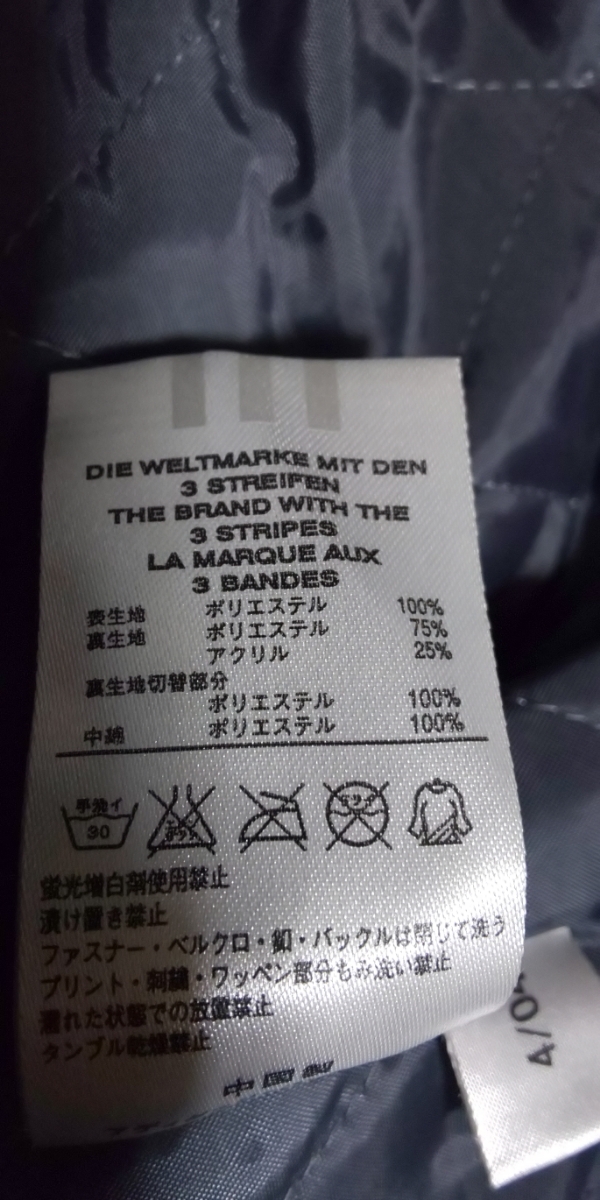 DIE WELTMARKE MIT DEN
3 STREIFEN
THE BRAND WITH THE
3 STRIPES
LA MARQUE AUX
3 BANDES
表生地 ポリエステル 100%
裏生地 ポリエステル 75%
アクリル 25%
裏生地切替部分
ポリエステル 100%
中綿 ポリエステル 100%
手洗イ
30
蛍光増白剤使用禁止
漬け置き禁止
ファスナー・ベルクロ・釦・バックルは閉じて洗う
プリント・刺繍・ワッペン部分もみ洗い禁止
濡れた状態での放置禁止
タンブル乾燥禁止
中国製
4/04